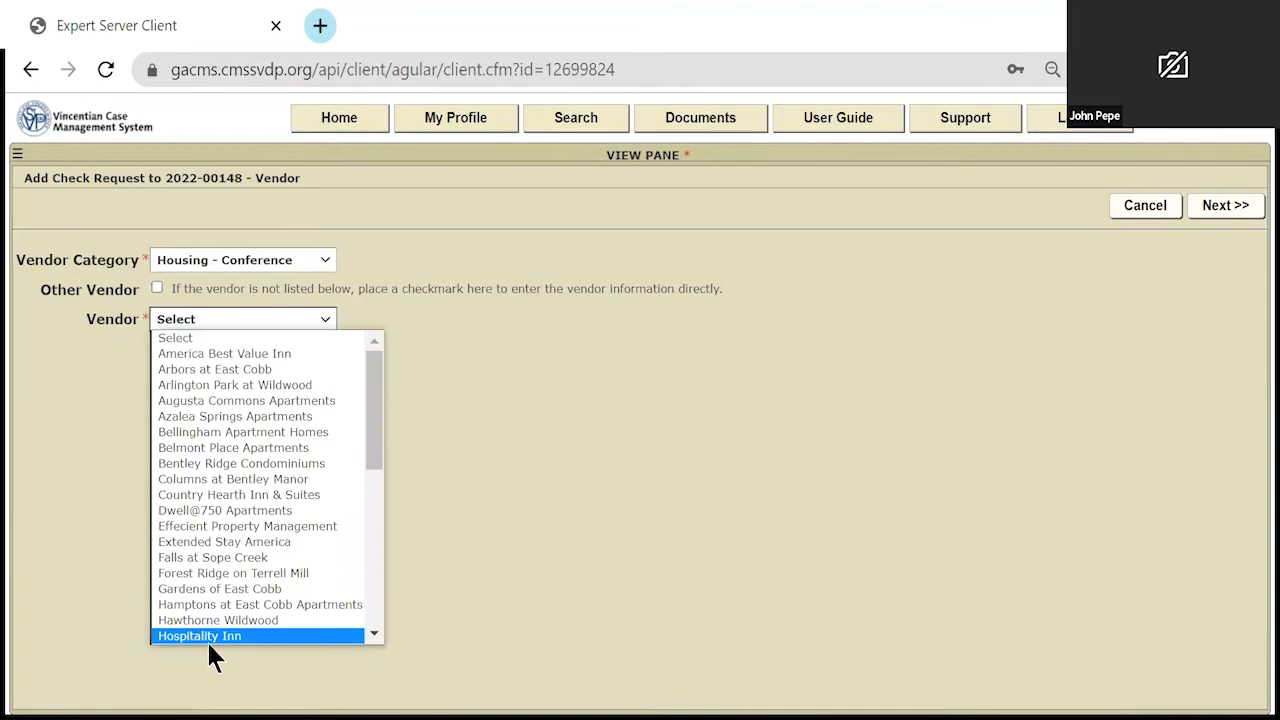 Expert Server Client
gacms.cmssvdp.org/api/client/agular/client.cfm?id=12699824
John Pepe
Vincentian Case
Management System
Home
My Profile
Search
Documents
User Guide
Support
L
VIEW PANE *
Add Check Request to 2022-00148 - Vendor
Cancel
Next >>
Vendor Category * Housing - Conference
Other Vendor If the vendor is not listed below, place a checkmark here to enter the vendor information directly.
Vendor * Select
Select
America Best Value Inn
Arbors at East Cobb
Arlington Park at Wildwood
Augusta Commons Apartments
Azalea Springs Apartments
Bellingham Apartment Homes
Belmont Place Apartments
Bentley Ridge Condominiums
Columns at Bentley Manor
Country Hearth Inn & Suites
Dwell@750 Apartments
Effecient Property Management
Extended Stay America
Falls at Sope Creek
Forest Ridge on Terrell Mill
Gardens of East Cobb
Hamptons at East Cobb Apartments
Hawthorne Wildwood
Hospitality Inn